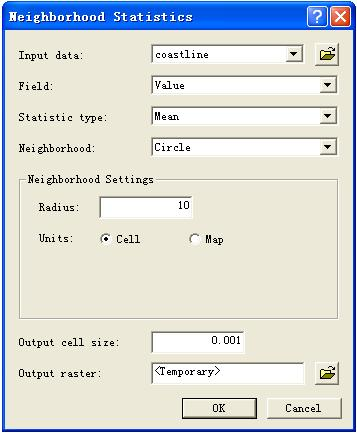 Neighborhood Statistics
Input data: coastline
Field: Value
Statistic type: Mean
Neighborhood: Circle
Neighborhood Settings
Radius: 10
Units: Cell Map
Output cell size: 0.001
Output raster: <Temporary>
OK Cancel